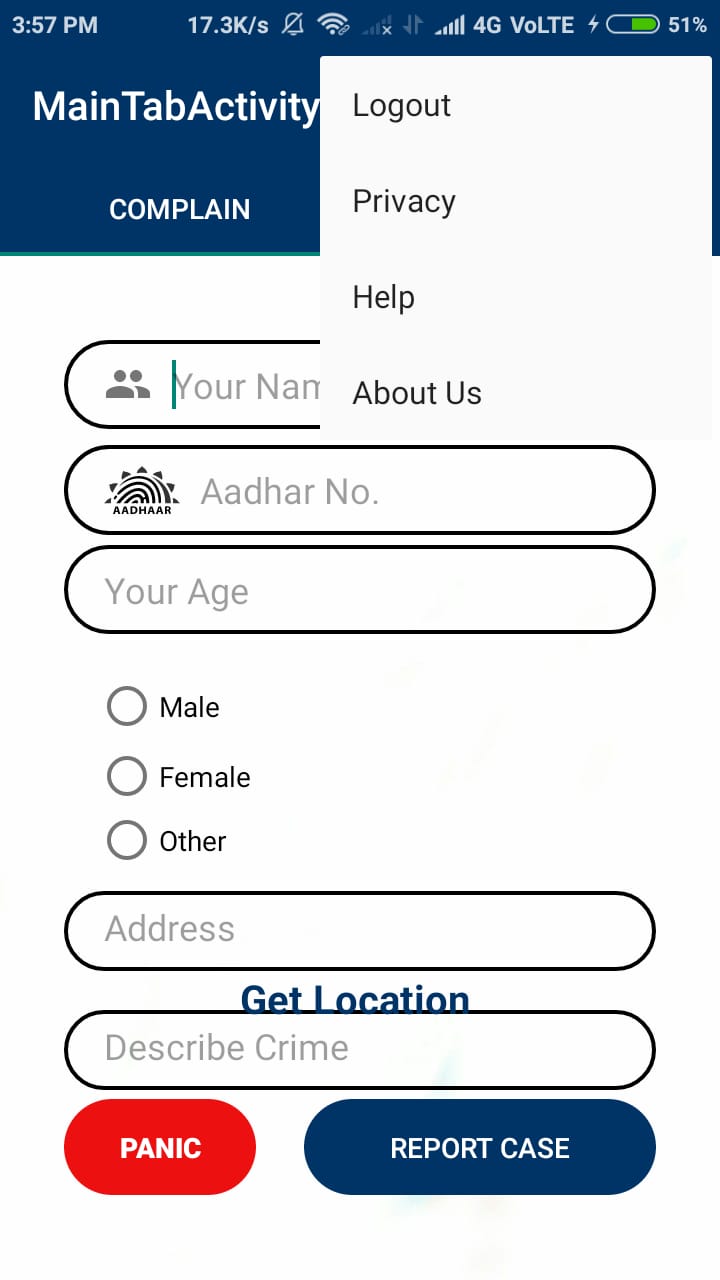 3:57 PM 17.3K/s 4G VoLTE 51%
MainTabActivity
Logout
COMPLAIN
Privacy
Help
Your Nam
About Us
AADHAAR
Aadhar No.
Your Age
Male
Female
Other
Address
Get Location
Describe Crime
PANIC REPORT CASE